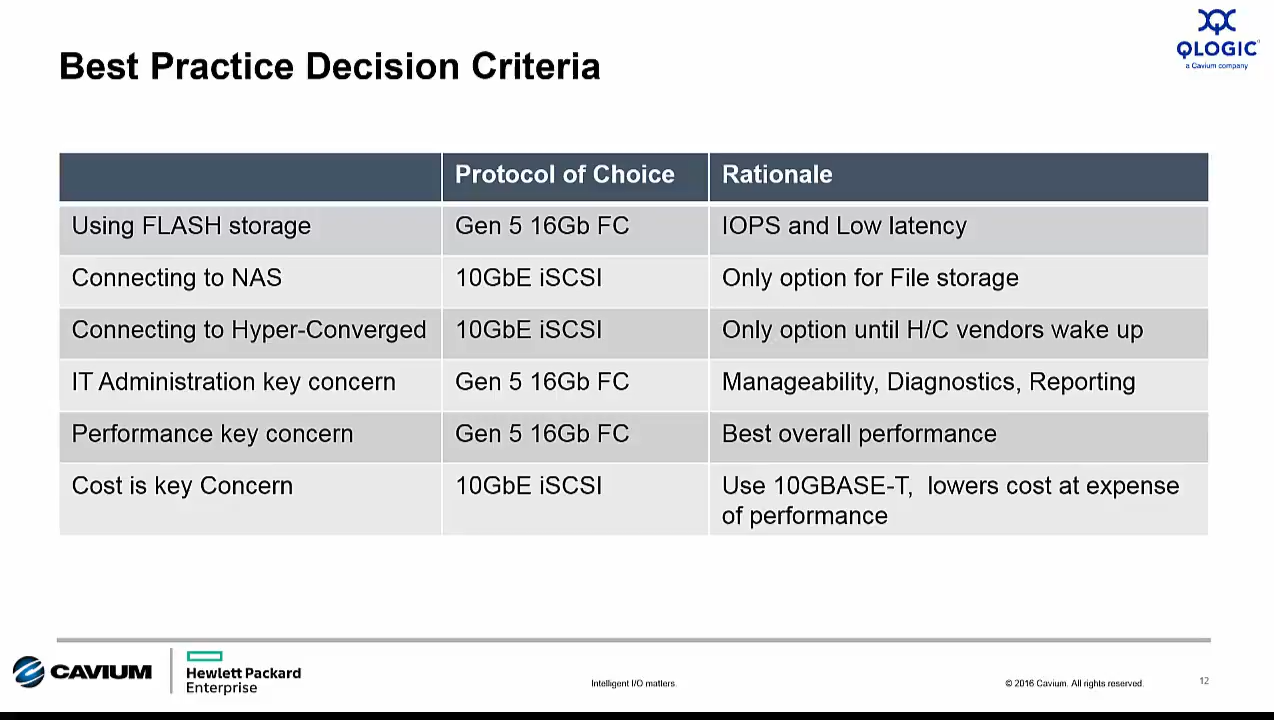 QLOGIC
a Cavium company
Best Practice Decision Criteria
Protocol of Choice Rationale
Using FLASH storage Gen 5 16Gb FC IOPS and Low latency
Connecting to NAS 10GbE iSCSI Only option for File storage
Connecting to Hyper-Converged 10GbE iSCSI Only option until H/C vendors wake up
IT Administration key concern Gen 5 16Gb FC Manageability, Diagnostics, Reporting
Performance key concern Gen 5 16Gb FC Best overall performance
Cost is key Concern 10GbE iSCSI Use 10GBASE-T, lowers cost at expense
of performance
CAVIUM
Hewlett Packard
Enterprise
Intelligent I/O matters.
© 2016 Cavium. All rights reserved.
12